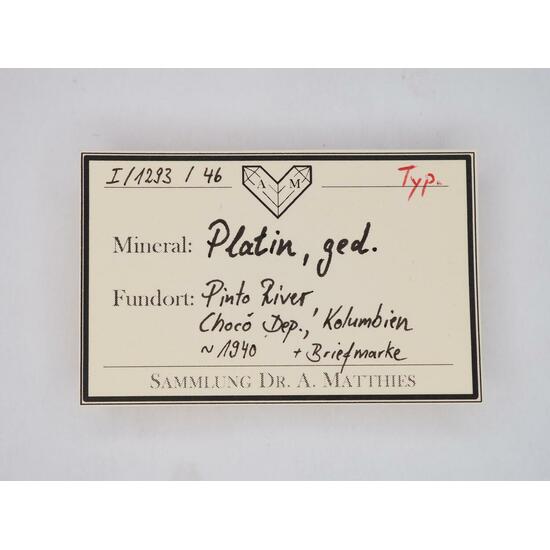 I/1293 / 46
A M
Typ.
Mineral: Platin, ged.
Fundort: Pinto River
Chocó Dep., Kolumbien
~ 1940 + Briefmarke
SAMMLUNG DR. A. MATTHIES